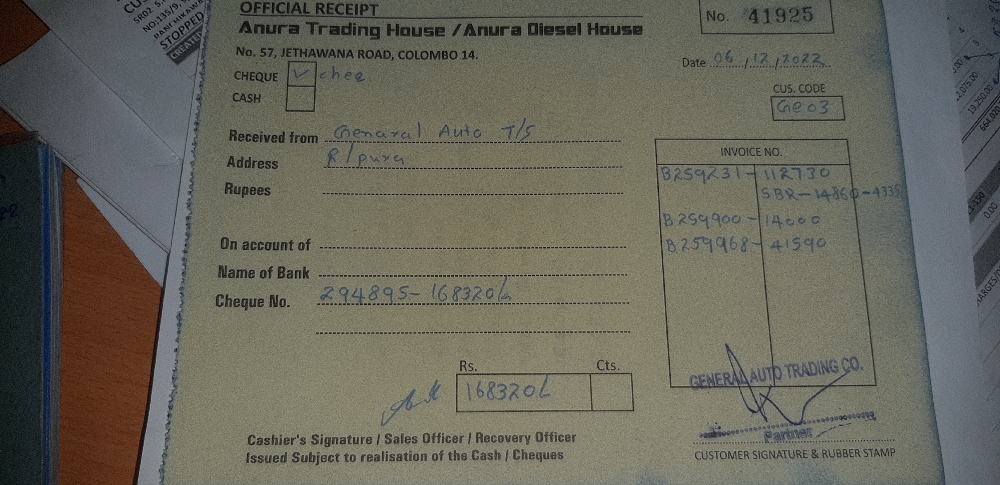 OFFICIAL RECEIPT
Anura Trading House / Anura Diesel House
No. 57, JETHAWANA ROAD, COLOMBO 14.
No. 41925
Date 06/12/2022
CHEQUE ✓ cheq
CASH
CUS. CODE
Ge03
Received from Genaral Auto T/S
Address R/pura
Rupees
On account of
Name of Bank
Cheque No. 294895- 168320/-
INVOICE NO.
B259231 - 112730
SBR-14860-4335
B259900 - 14000
B259968 - 41590
Rs. Cts.
168320/-
GENERAL AUTO TRADING CO.
Partner
Cashier's Signature / Sales Officer / Recovery Officer
Issued Subject to realisation of the Cash / Cheques
CUSTOMER SIGNATURE & RUBBER STAMP